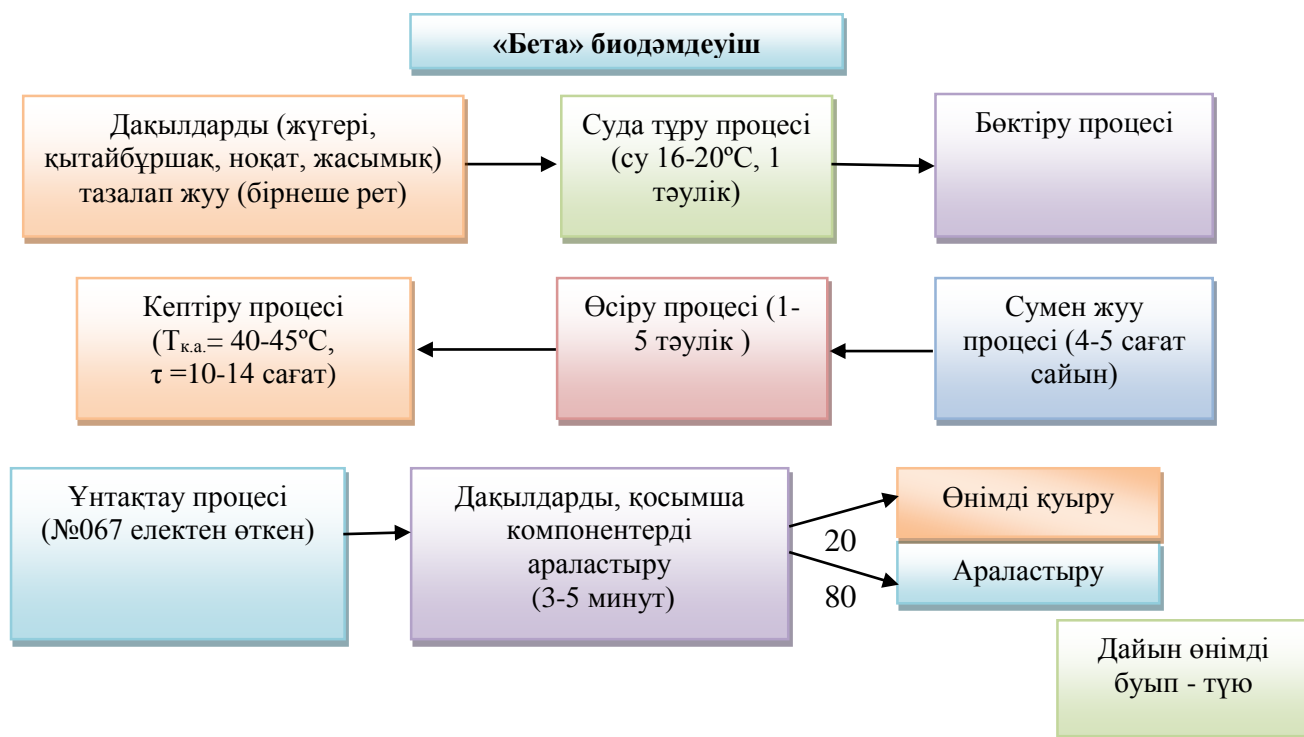 «Бета» биодәмдеуіш
Дақылдарды (жүгері,
қытайбұршақ, ноқат, жасымық)
тазалап жуу (бірнеше рет)
Суда тұру процесі
(су 16-20ºС, 1
тәулік)
Бөктіру процесі
Кептіру процесі
(Тк.а.= 40-45ºС,
τ =10-14 сағат)
Өсіру процесі (1-
5 тәулік )
Сумен жуу
процесі (4-5 сағат
сайын)
Ұнтақтау процесі
(№067 електен өткен)
Дақылдарды, қосымша
компонентерді
араластыру
(3-5 минут)
20
80
Өнімді қуыру
Араластыру
Дайын өнімді
буып - түю